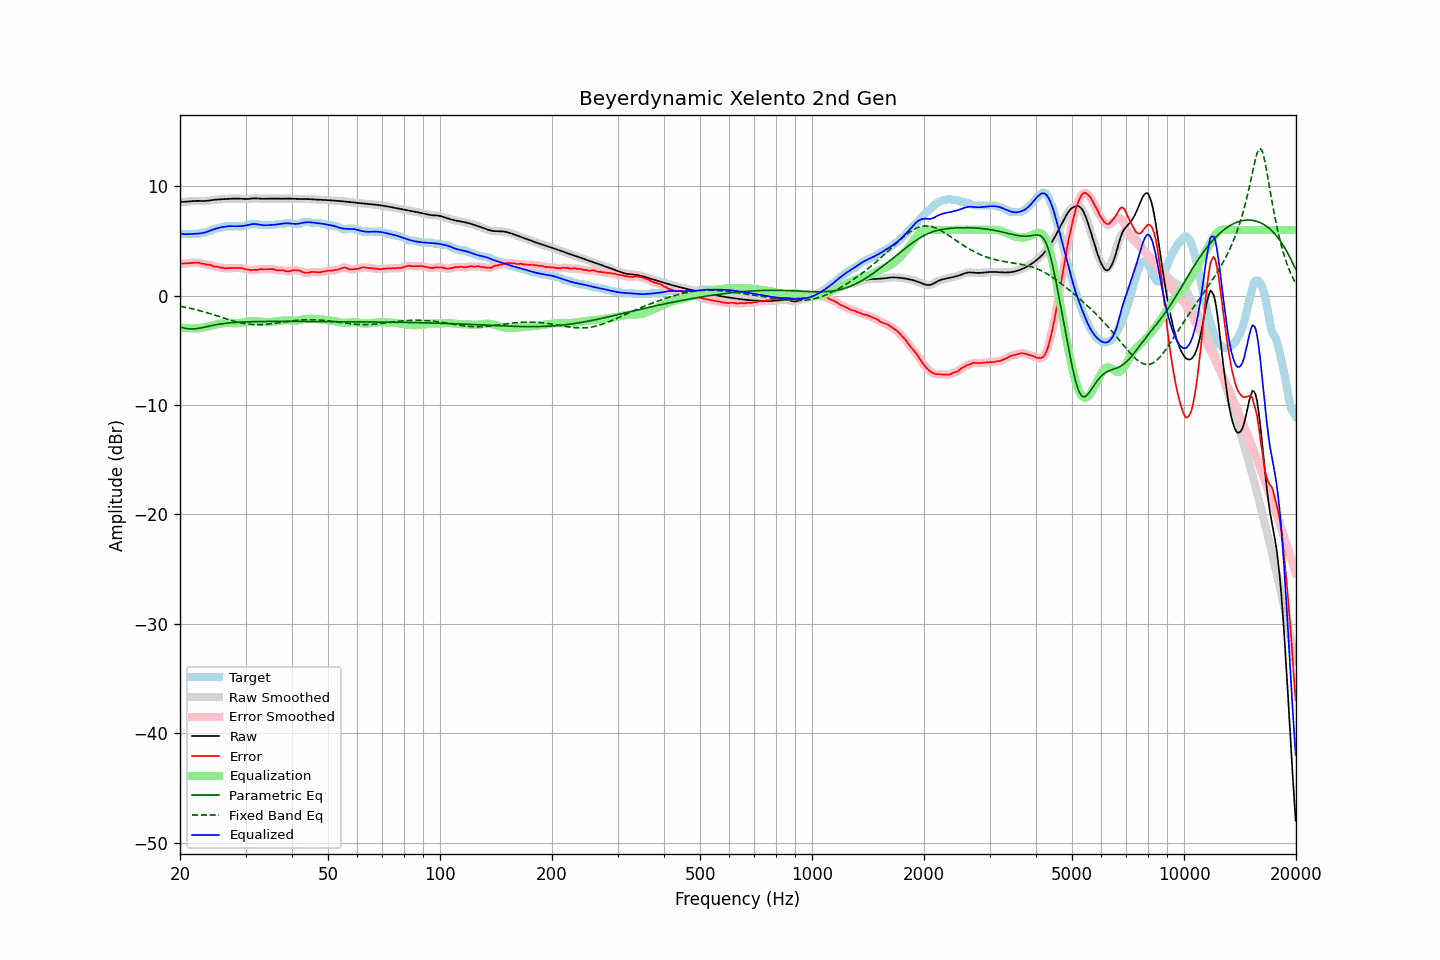 Beyerdynamic Xelento 2nd Gen
Amplitude (dBr)
10
0
−10
−20
−30
−40
−50
Target
Raw Smoothed
Error Smoothed
Raw
Error
Equalization
Parametric Eq
Fixed Band Eq
Equalized
20 50 100 200 500 1000 2000 5000 10000 20000
Frequency (Hz)